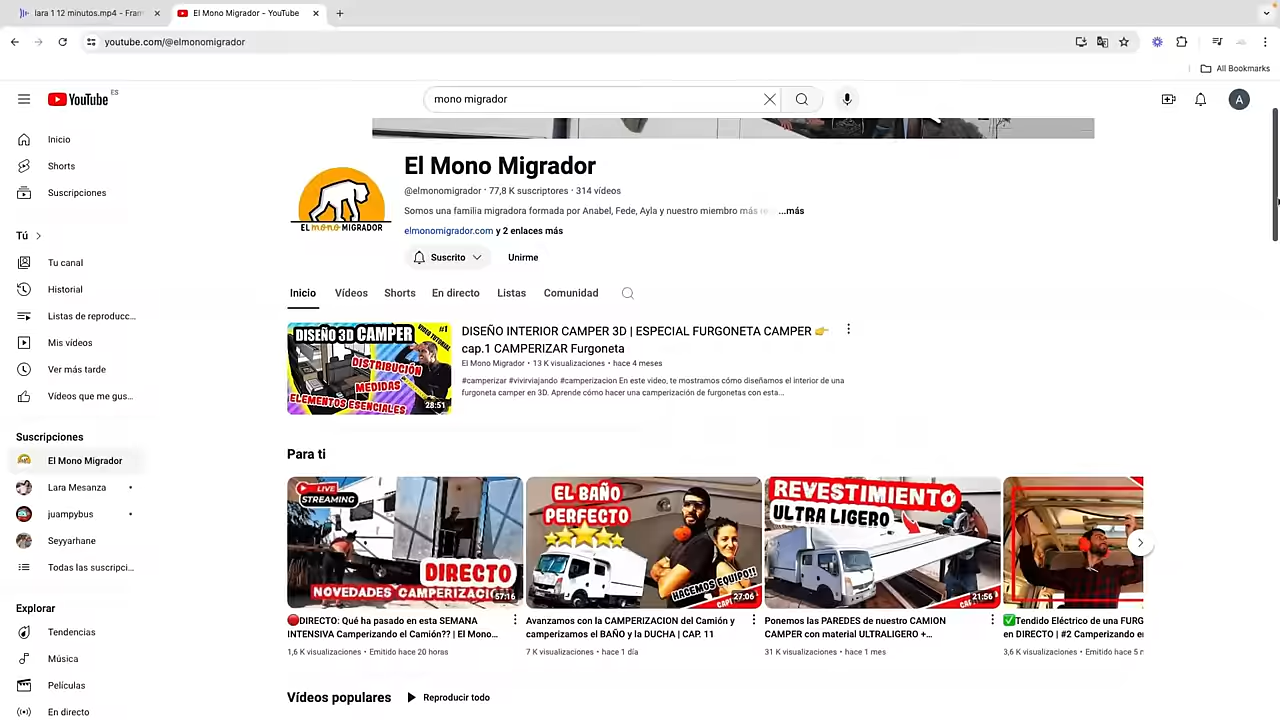 lara 1 12 minutos.mp4 - Fram
El Mono Migrador - YouTube
youtube.com/@elmonomigrador
All Bookmarks
YouTube ES
mono migrador
A
Inicio
Shorts
Suscripciones
Tú
Tu canal
Historial
Listas de reproducc...
Mis vídeos
Ver más tarde
Vídeos que me gus...
Suscripciones
El Mono Migrador
Lara Mesanza
juampybus
Seyyarhane
Todas las suscripci...
Explorar
Tendencias
Música
Películas
En directo
EL mono MIGRADOR
El Mono Migrador
@elmonomigrador · 77,8 K suscriptores · 314 vídeos
Somos una familia migradora formada por Anabel, Fede, Ayla y nuestro miembro más ...más
elmonomigrador.com y 2 enlaces más
Suscrito
Unirme
Inicio
Vídeos
Shorts
En directo
Listas
Comunidad
DISEÑO 3D CAMPER
#1
VIDEO TUTORIAL
DISTRIBUCIÓN
MEDIDAS
ELEMENTOS ESENCIALES
28:51
DISEÑO INTERIOR CAMPER 3D | ESPECIAL FURGONETA CAMPER 👉
cap.1 CAMPERIZAR Furgoneta
El Mono Migrador • 13 K visualizaciones • hace 4 meses
#camperizar #vivirviajando #camperizacion En este video, te mostramos cómo diseñamos el interior de una
furgoneta camper en 3D. Aprende cómo hacer una camperización de furgonetas con esta...
Para ti
LIVE
STREAMING
DIRECTO
NOVEDADES CAMPERIZACI
57:16
🔴DIRECTO: Qué ha pasado en esta SEMANA
INTENSIVA Camperizando el Camión?? | El Mono...
1,6 K visualizaciones • Emitido hace 20 horas
EL BAÑO
PERFECTO
HACEMOS EQUIPO!!
27:06
Avanzamos con la CAMPERIZACION del Camión y
camperizamos el BAÑO y la DUCHA | CAP. 11
7 K visualizaciones • hace 1 día
REVESTIMIENTO
ULTRA LIGERO
21:56
Ponemos las PAREDES de nuestro CAMION
CAMPER con material ULTRALIGERO +...
31 K visualizaciones • hace 1 mes
✅Tendido Eléctrico de una FURG
en DIRECTO | #2 Camperizando e
3,6 K visualizaciones • Emitido hace 5
Vídeos populares
Reproducir todo